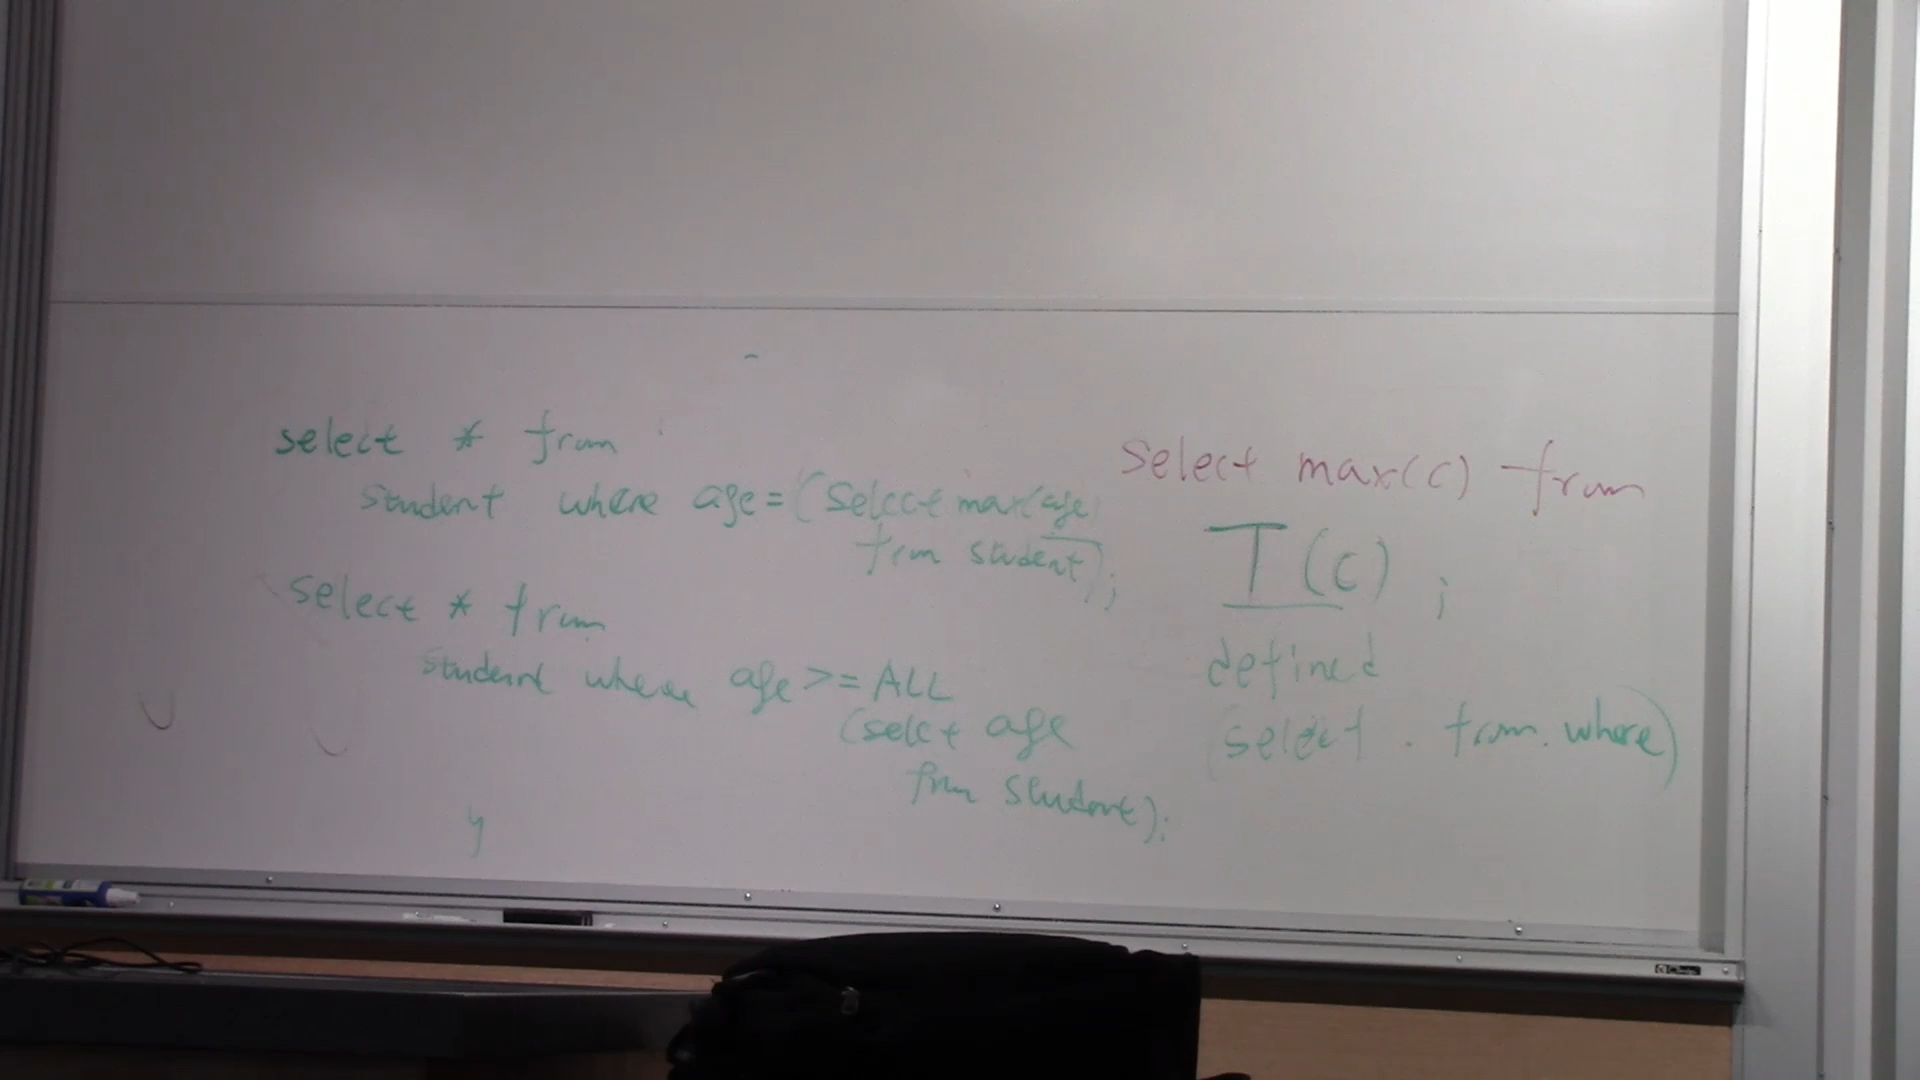 select * from
student where age = (select max(age)
from student);
select * from
student where age >= ALL
(selct age
from student);
y
select max(c) from
T(c) ;
defined
(select . from . where)